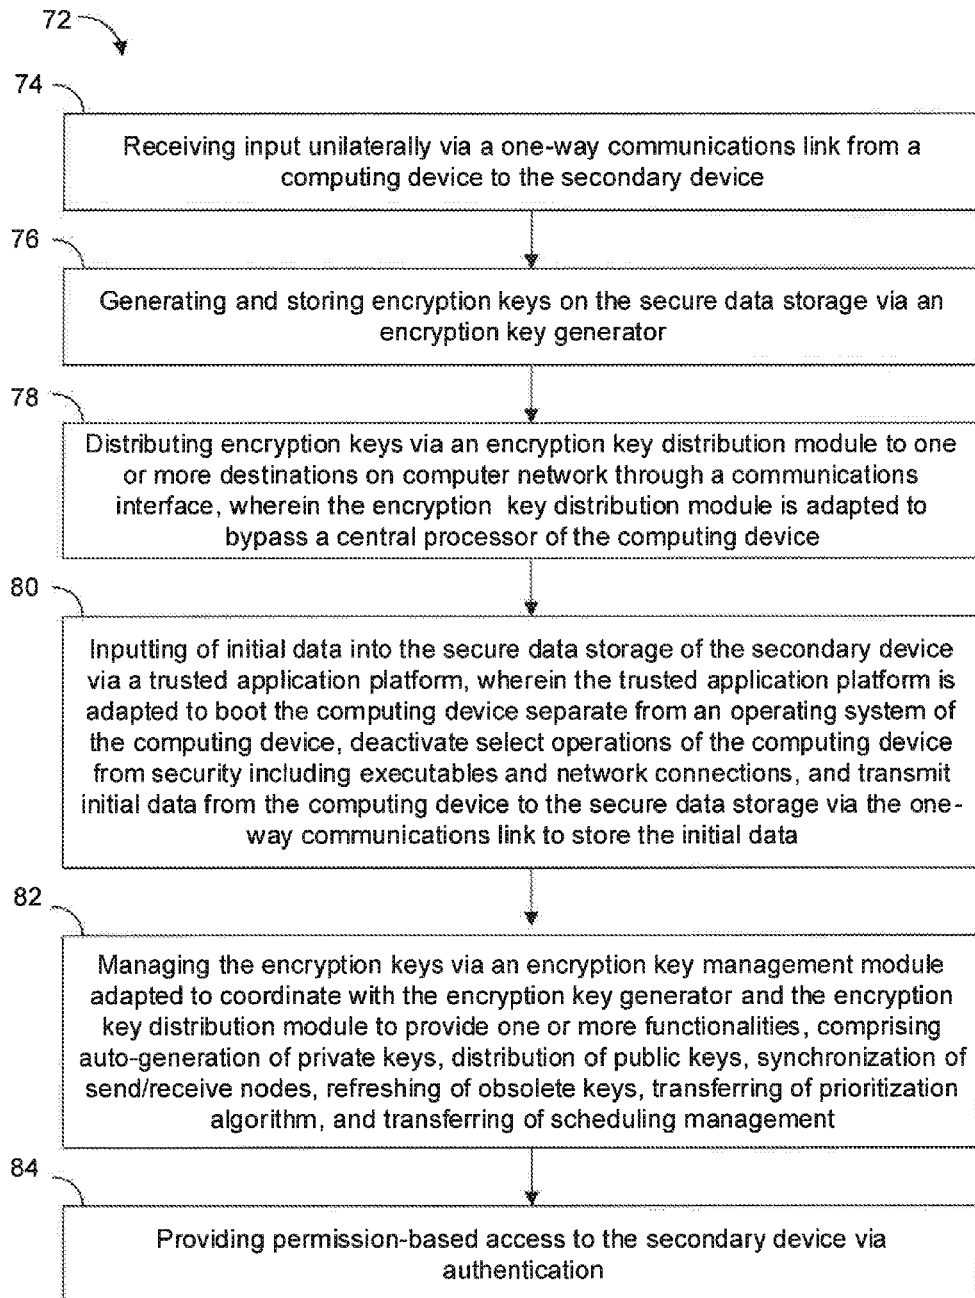 72
74
Receiving input unilaterally via a one-way communications link from a
computing device to the secondary device
76
Generating and storing encryption keys on the secure data storage via an
encryption key generator
78
Distributing encryption keys via an encryption key distribution module to one
or more destinations on computer network through a communications
interface, wherein the encryption key distribution module is adapted to
bypass a central processor of the computing device
80
Inputting of initial data into the secure data storage of the secondary device
via a trusted application platform, wherein the trusted application platform is
adapted to boot the computing device separate from an operating system of
the computing device, deactivate select operations of the computing device
from security including executables and network connections, and transmit
initial data from the computing device to the secure data storage via the one-
way communications link to store the initial data
82
Managing the encryption keys via an encryption key management module
adapted to coordinate with the encryption key generator and the encryption
key distribution module to provide one or more functionalities, comprising
auto-generation of private keys, distribution of public keys, synchronization of
send/receive nodes, refreshing of obsolete keys, transferring of prioritization
algorithm, and transferring of scheduling management
84
Providing permission-based access to the secondary device via
authentication